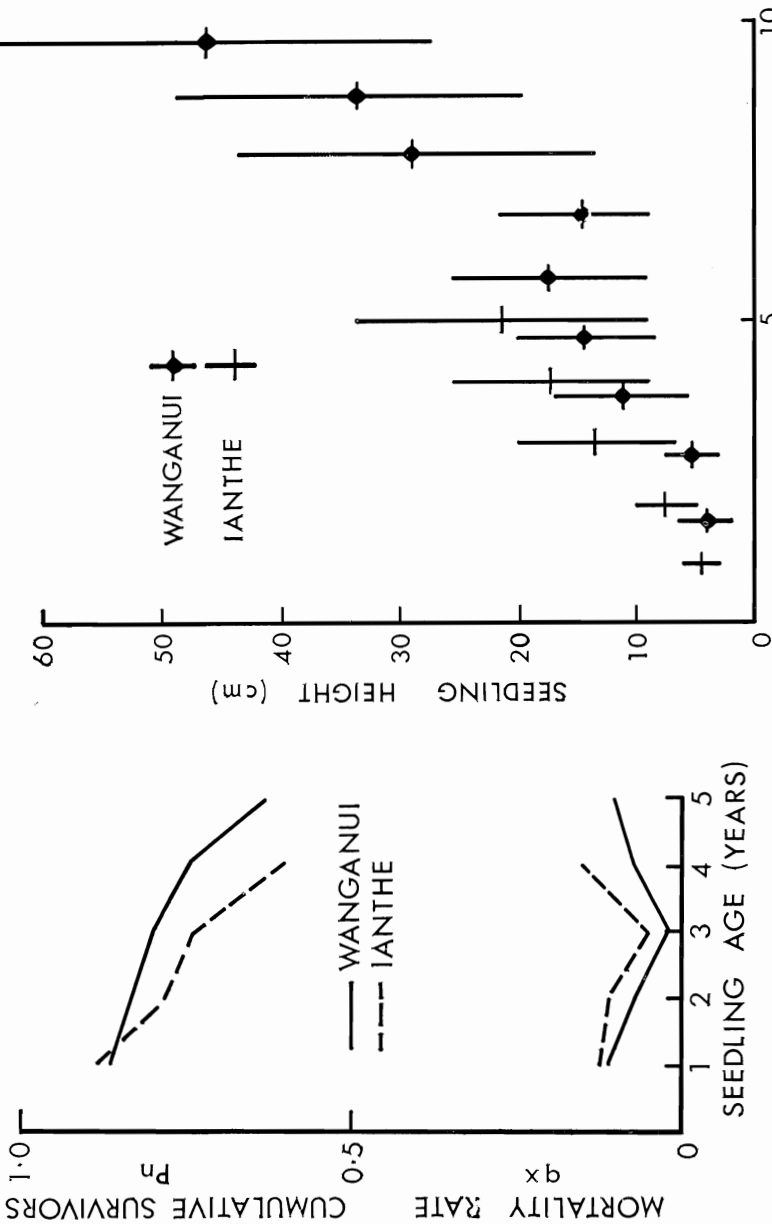 60
50
40
30
20
10
0
SEEDLING HEIGHT (cm)
WANGANUI
IANTHE
5
10
1·0
0·5
0
CUMULATIVE SURVIVORS
Pn
MORTALITY RATE
qx
WANGANUI
IANTHE
1 2 3 4 5
SEEDLING AGE (YEARS)